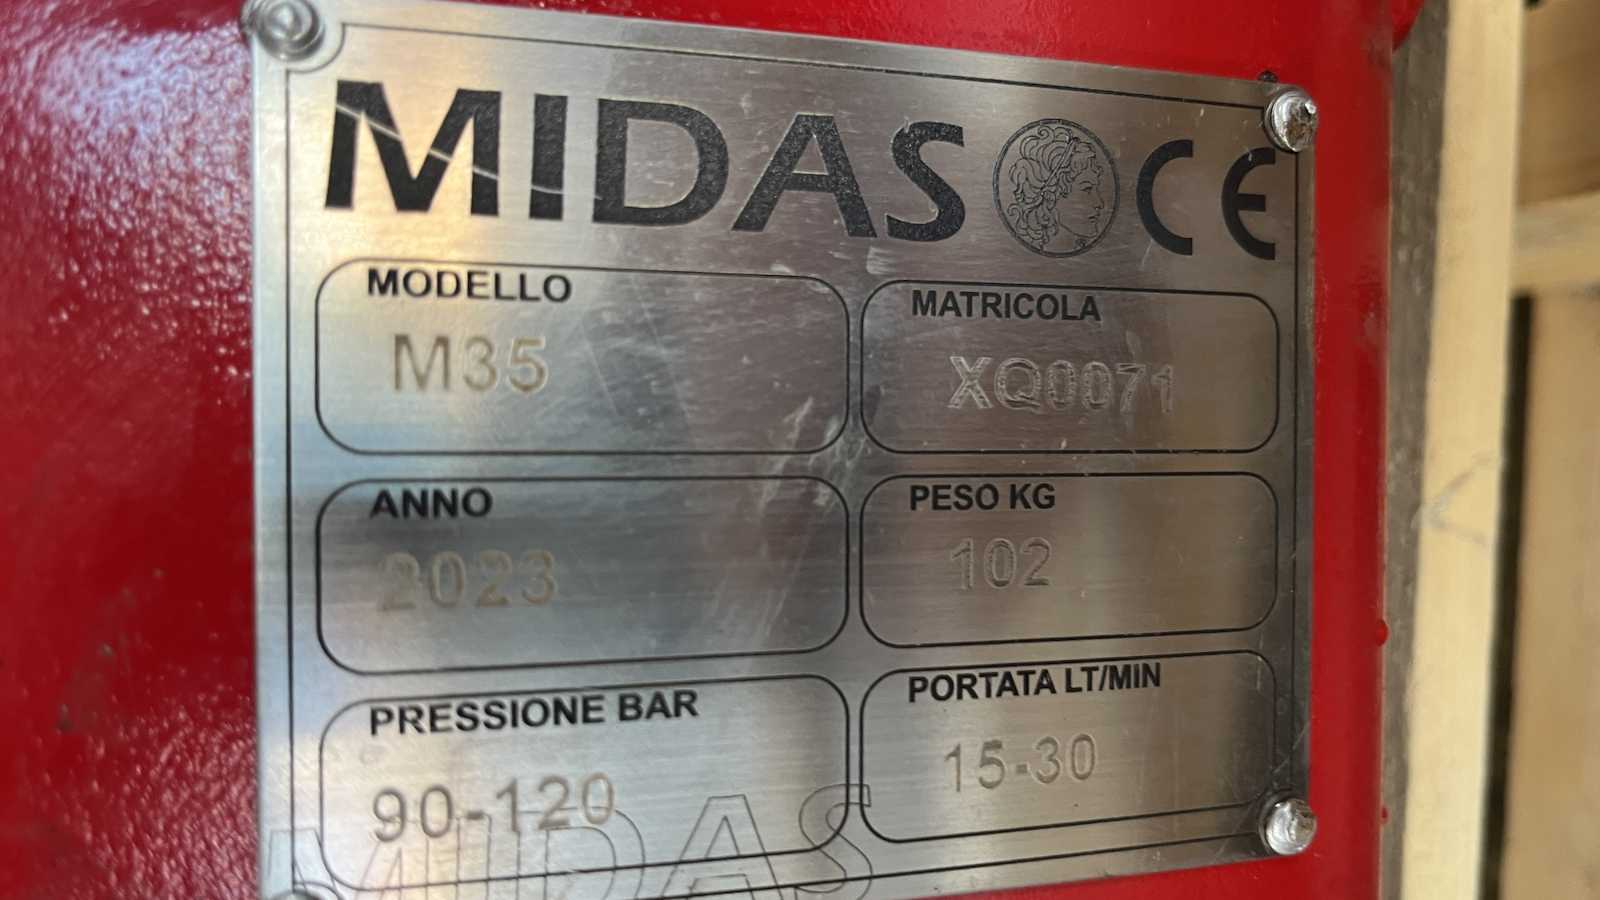 MIDAS CE
MODELLO
M35
MATRICOLA
XQ0071
ANNO
2023
PESO KG
102
PRESSIONE BAR
90-120
PORTATA LT/MIN
15-30
MIDAS